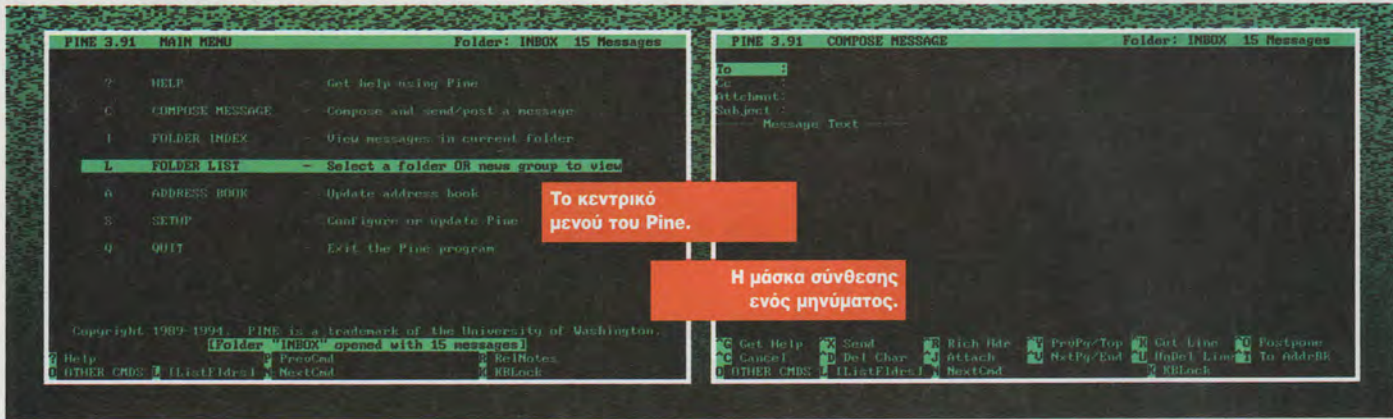 PINE 3.91 MAIN MENU Folder: INBOX 15 Messages
? HELP - Get help using Pine
C COMPOSE MESSAGE - Compose and send/post a message
I FOLDER INDEX - View messages in current folder
L FOLDER LIST - Select a folder OR news group to view
A ADDRESS BOOK - Update address book
S SETUP - Configure or update Pine
Q QUIT - Exit the Pine program
Copyright 1989-1994. PINE is a trademark of the University of Washington.
[Folder "INBOX" opened with 15 messages]
? Help P PrevCmd R RelNotes
O OTHER CMDS L [ListFldrs] N NextCmd K KBLock
Το κεντρικό
μενού του Pine.
PINE 3.91 COMPOSE MESSAGE Folder: INBOX 15 Messages
To :
Cc :
Attchmnt:
Subject :
----- Message Text -----
Η μάσκα σύνθεσης
ενός μηνύματος.
^G Get Help ^X Send ^R Rich Hdr ^Y PrvPg/Top ^K Cut Line ^O Postpone
^C Cancel ^D Del Char ^J Attach ^V NxtPg/End ^U UnDel Line ^T To AddrBk
O OTHER CMDS L [ListFldrs] N NextCmd K KBLock